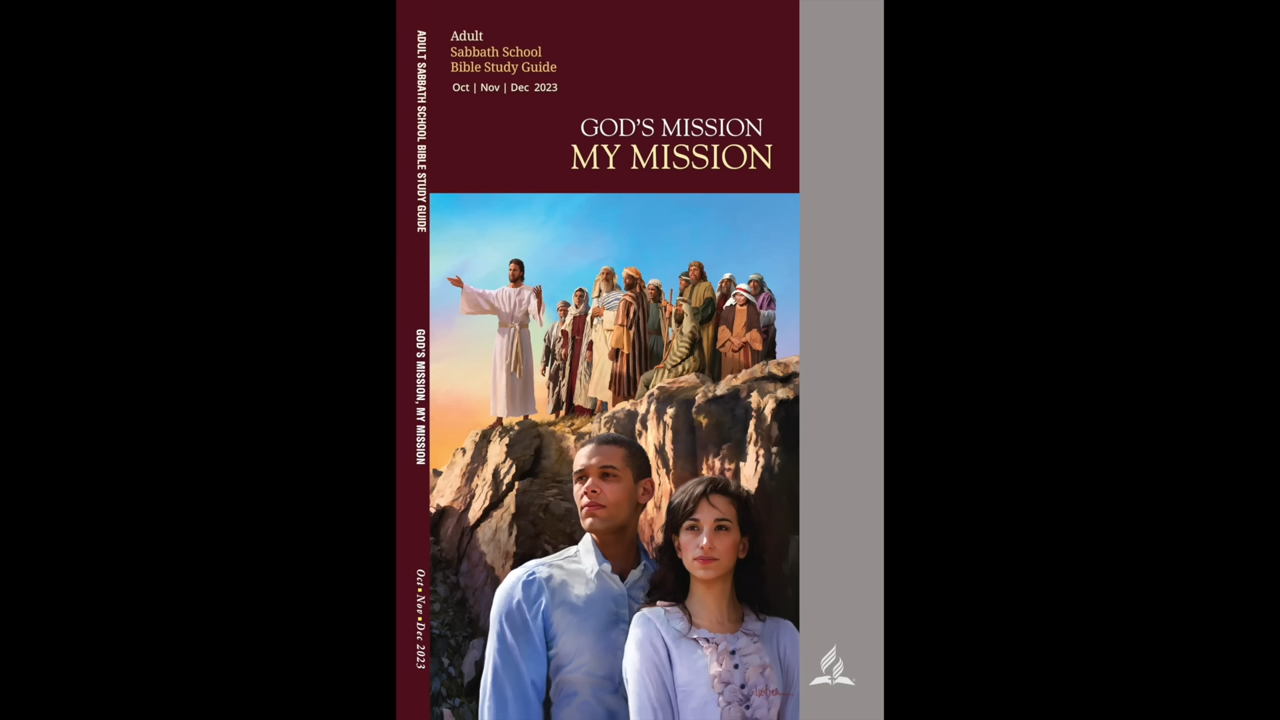 Adult
Sabbath School
Bible Study Guide
Oct | Nov | Dec 2023
GOD'S MISSION
MY MISSION
ADULT SABBATH SCHOOL BIBLE STUDY GUIDE
GOD'S MISSION, MY MISSION
Oct • Nov • Dec 2023